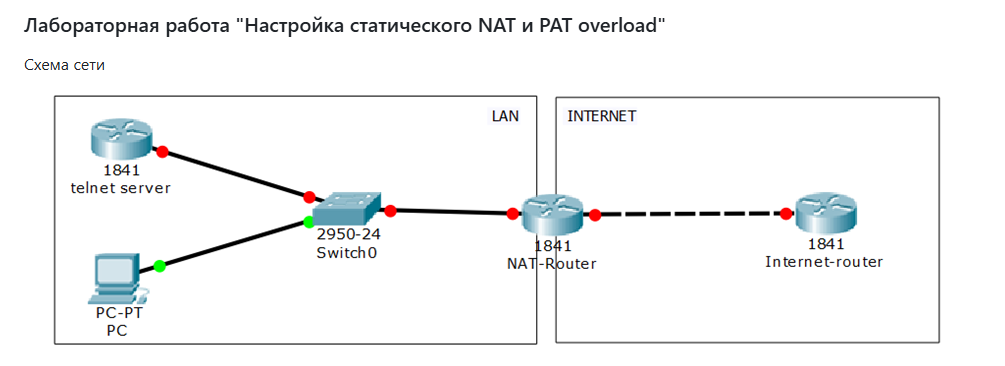 Лабораторная работа "Настройка статического NAT и PAT overload"
Схема сети
LAN
INTERNET
1841
telnet server
2950-24
Switch0
1841
NAT-Router
1841
Internet-router
PC-PT
PC